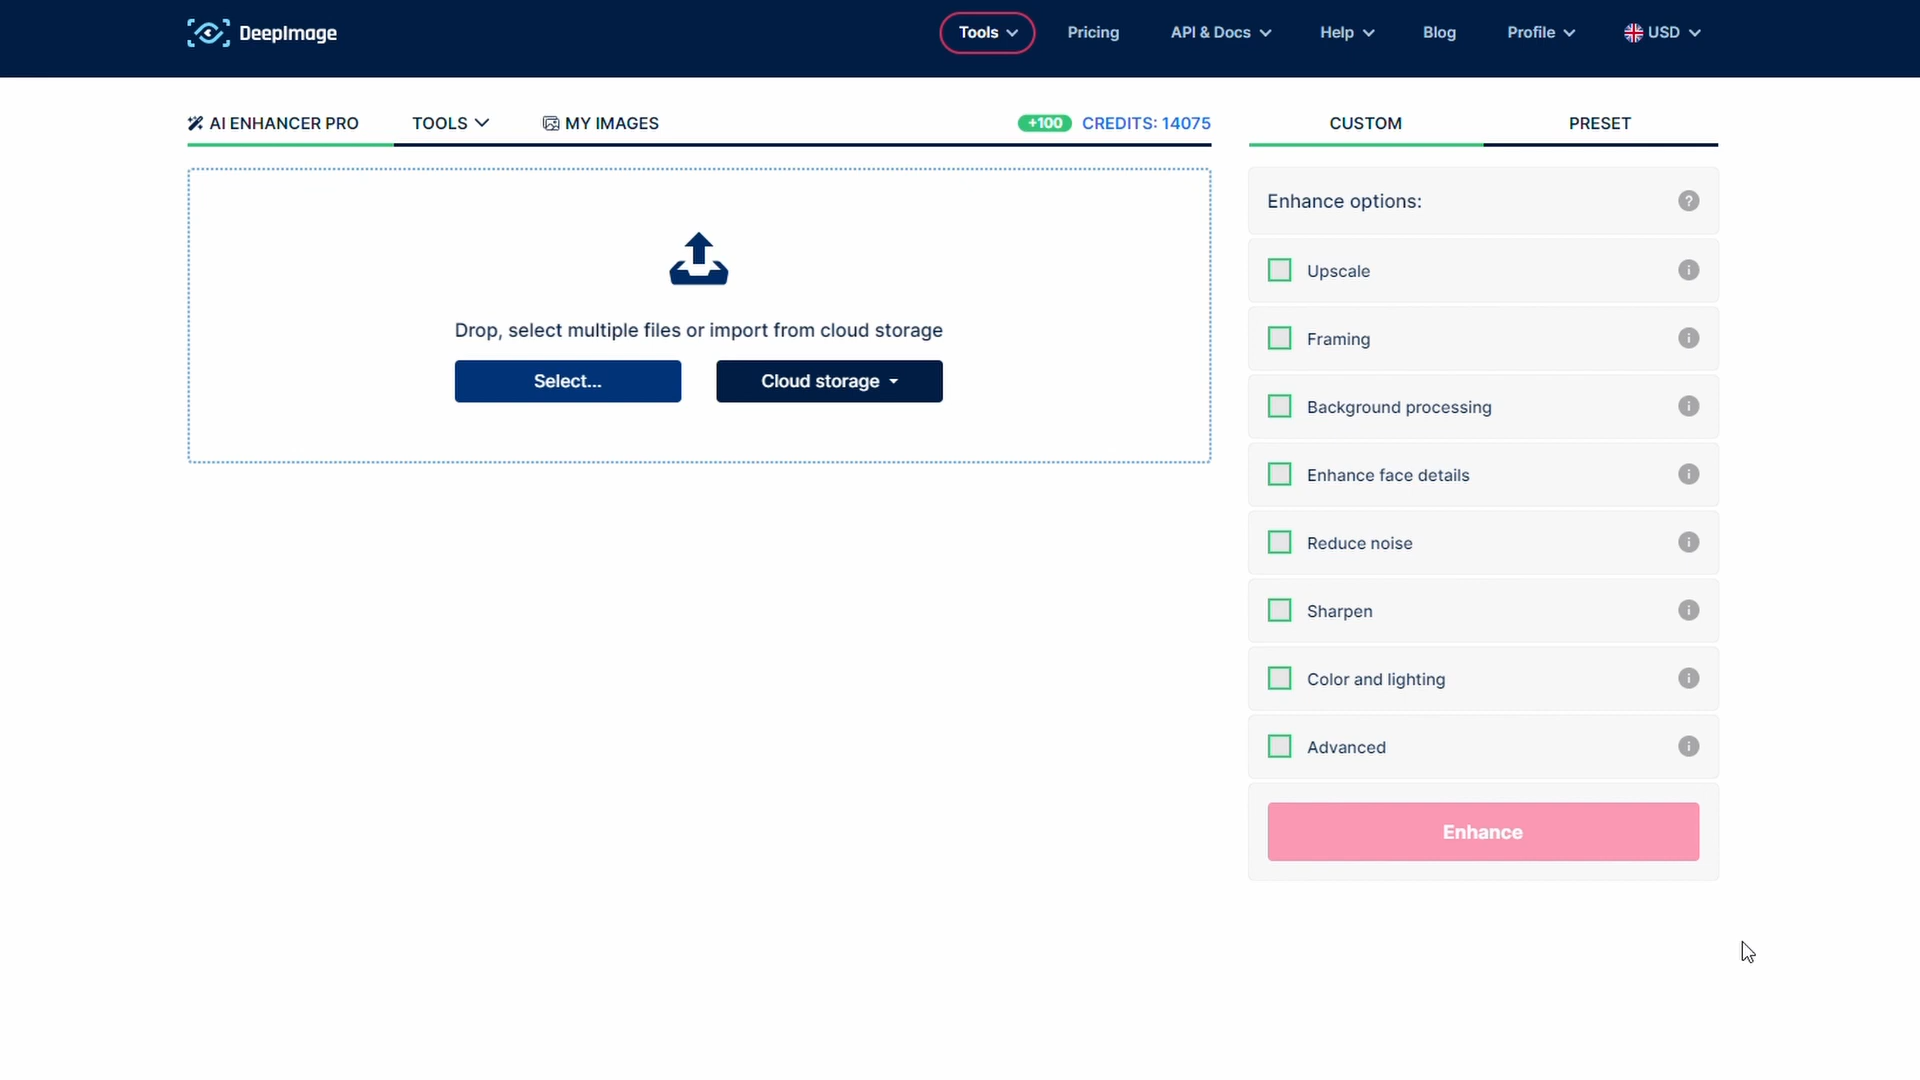 DeepImage
Tools
Pricing
API & Docs
Help
Blog
Profile
USD
AI ENHANCER PRO
TOOLS
MY IMAGES
+100
CREDITS: 14075
CUSTOM
PRESET
Drop, select multiple files or import from cloud storage
Select...
Cloud storage
Enhance options:
?
Upscale
i
Framing
i
Background processing
i
Enhance face details
i
Reduce noise
i
Sharpen
i
Color and lighting
i
Advanced
i
Enhance